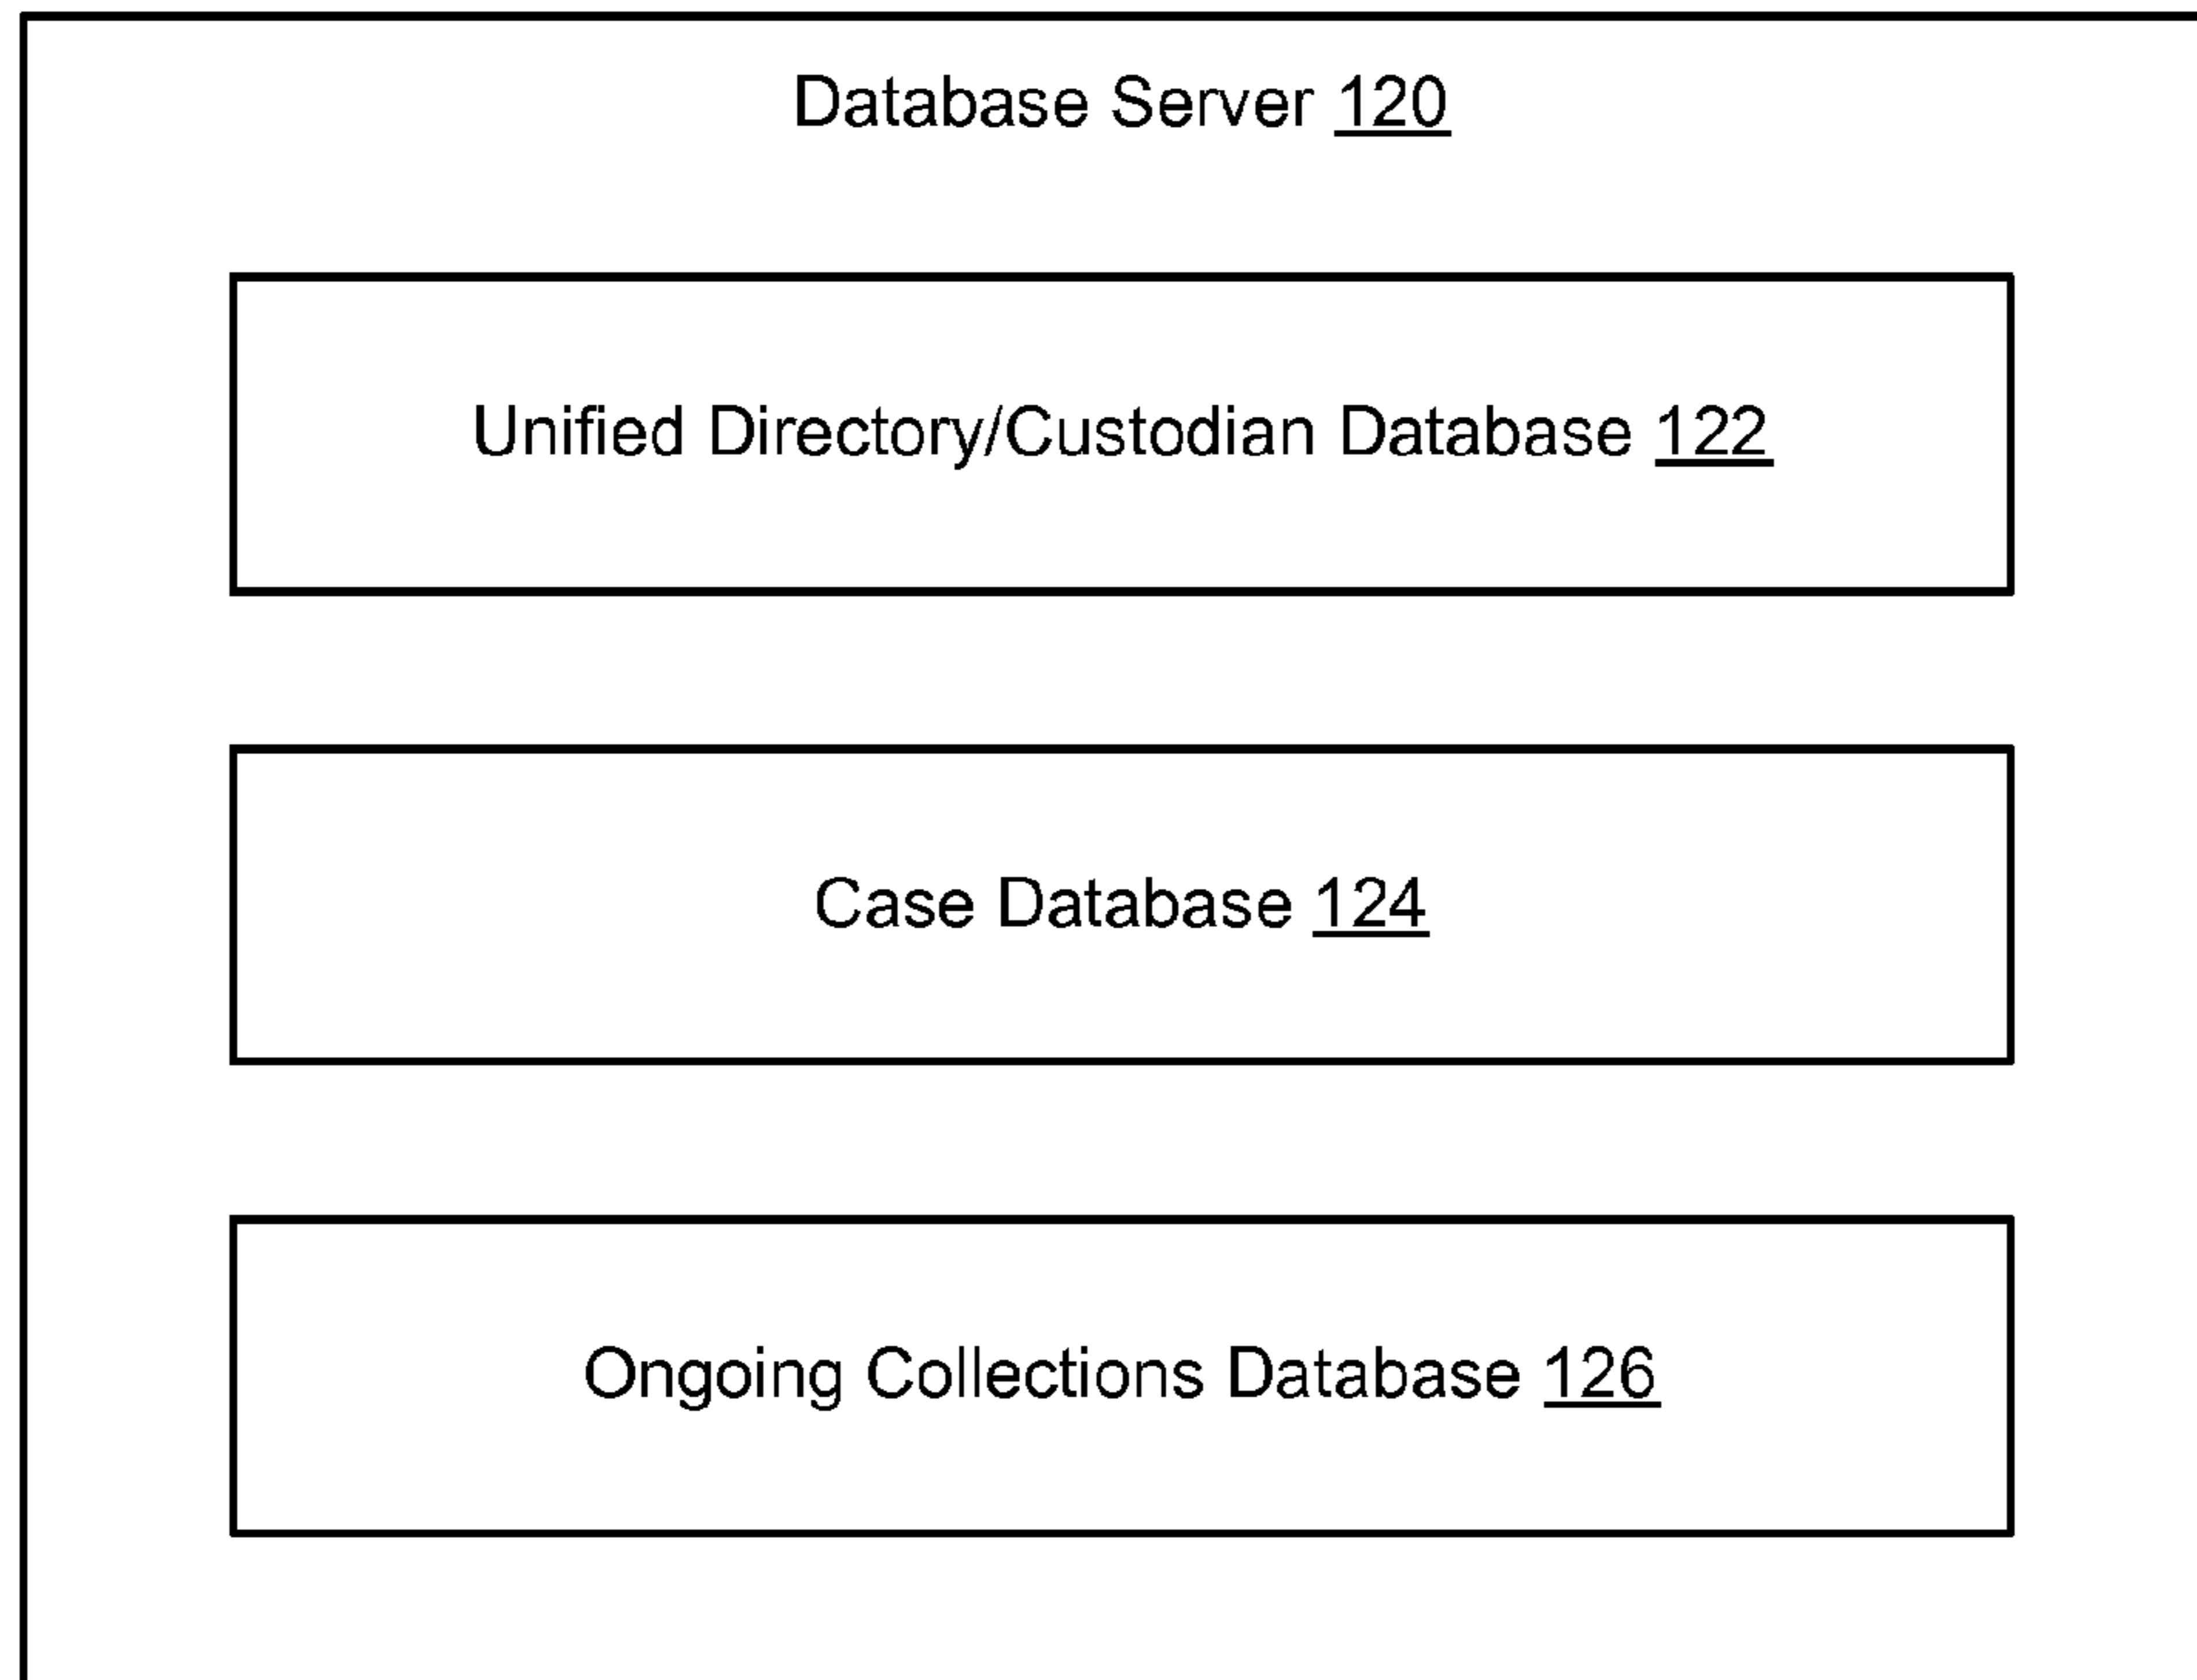 Database Server 120
Unified Directory/Custodian Database 122
Case Database 124
Ongoing Collections Database 126